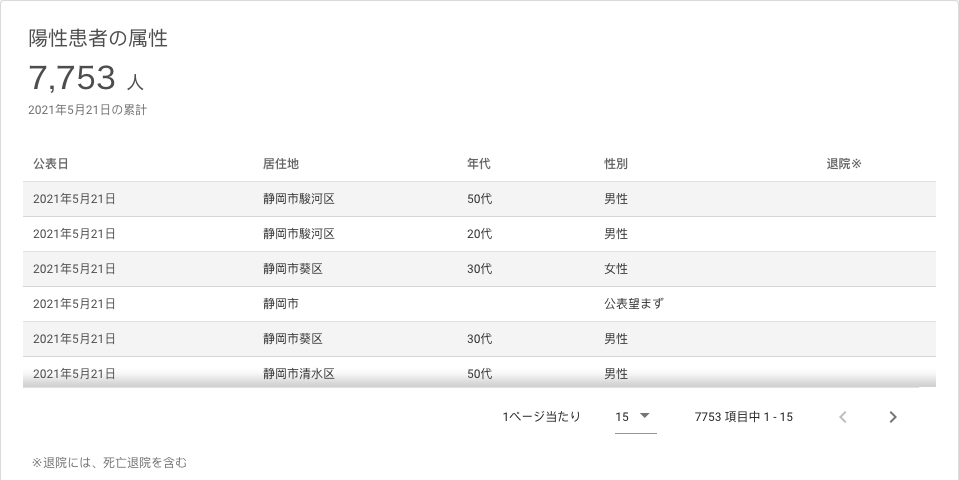 陽性患者の属性
7,753 人
2021年5月21日の累計
公表日 居住地 年代 性別 退院※
2021年5月21日 静岡市駿河区 50代 男性
2021年5月21日 静岡市駿河区 20代 男性
2021年5月21日 静岡市葵区 30代 女性
2021年5月21日 静岡市 公表望まず
2021年5月21日 静岡市葵区 30代 男性
2021年5月21日 静岡市清水区 50代 男性
1ページ当たり 15 7753 項目中 1 - 15
※退院には、死亡退院を含む